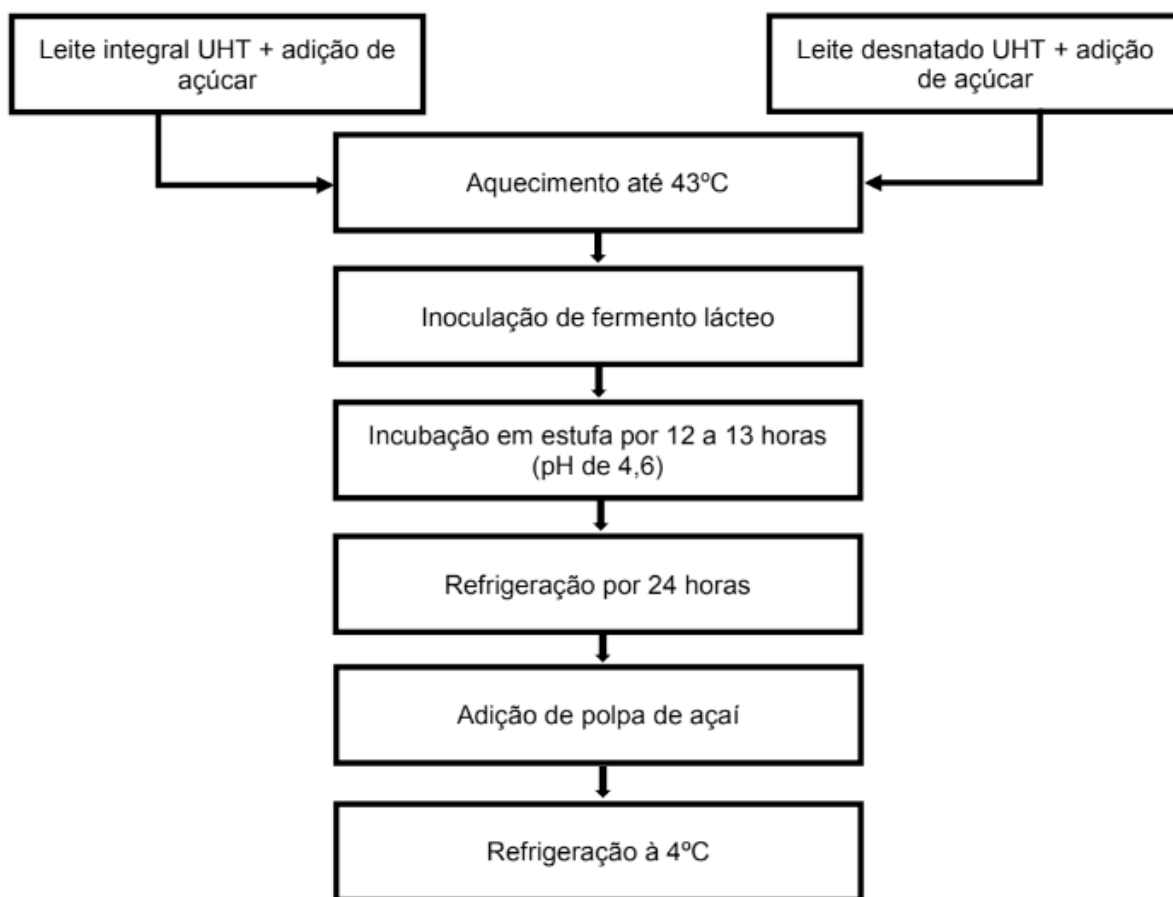 Leite integral UHT + adição de
açúcar
Leite desnatado UHT + adição
de açúcar
Aquecimento até 43ºC
Inoculação de fermento lácteo
Incubação em estufa por 12 a 13 horas
(pH de 4,6)
Refrigeração por 24 horas
Adição de polpa de açaí
Refrigeração à 4ºC